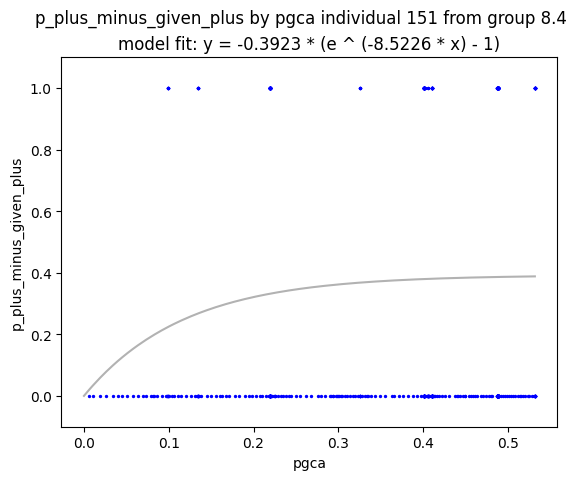 p_plus_minus_given_plus by pgca individual 151 from group 8.4
model fit: y = -0.3923 * (e ^ (-8.5226 * x) - 1)
1.0
0.8
0.6
0.4
0.2
0.0
p_plus_minus_given_plus
0.0 0.1 0.2 0.3 0.4 0.5
pgca